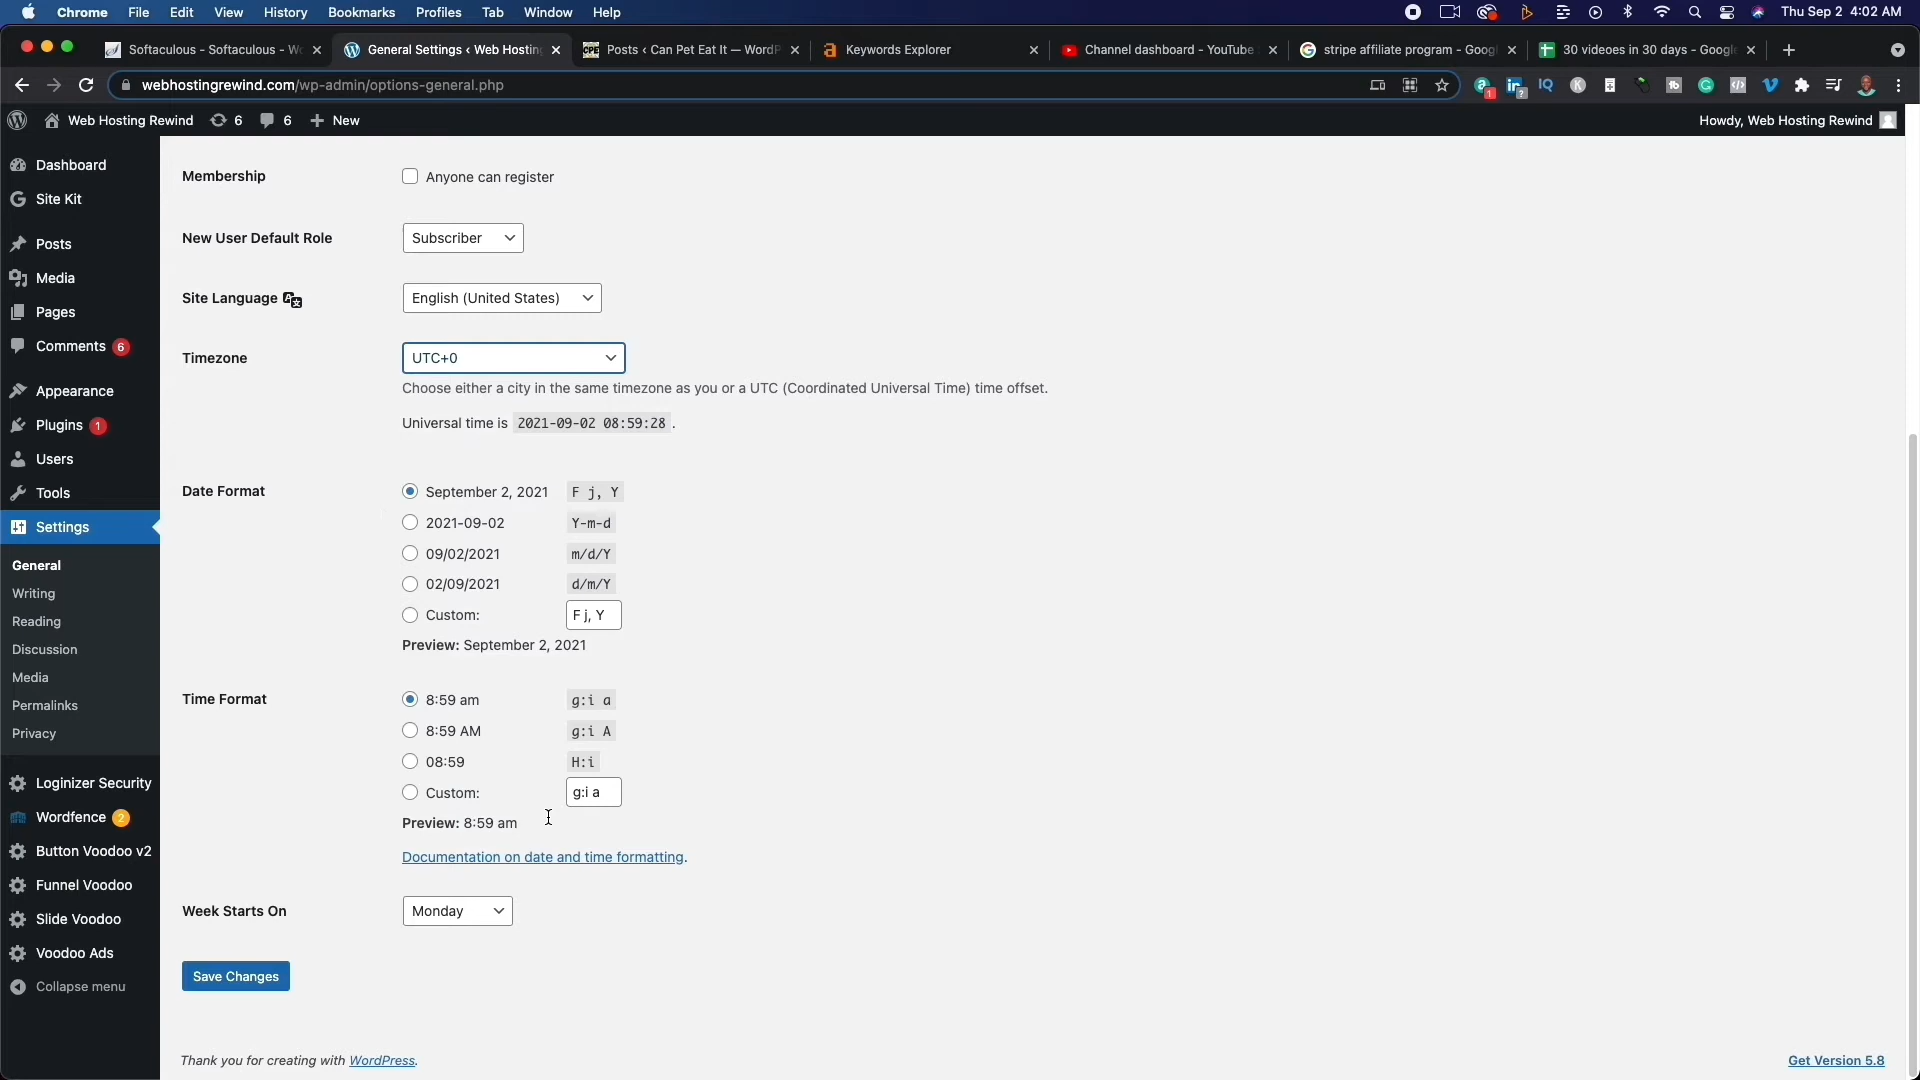 Chrome File Edit View History Bookmarks Profiles Tab Window Help Thu Sep 2 4:02 AM
Softaculous - Softaculous - W General Settings ‹ Web Hosting Posts ‹ Can Pet Eat It — WordP Keywords Explorer Channel dashboard - YouTube stripe affiliate program - Goog 30 videoes in 30 days - Google
webhostingrewind.com/wp-admin/options-general.php
Web Hosting Rewind 6 6 New Howdy, Web Hosting Rewind
Dashboard
Site Kit
Posts
Media
Pages
Comments 6
Appearance
Plugins 1
Users
Tools
Settings
General
Writing
Reading
Discussion
Media
Permalinks
Privacy
Loginizer Security
Wordfence 2
Button Voodoo v2
Funnel Voodoo
Slide Voodoo
Voodoo Ads
Collapse menu
Membership Anyone can register
New User Default Role Subscriber
Site Language English (United States)
Timezone UTC+0
Choose either a city in the same timezone as you or a UTC (Coordinated Universal Time) time offset.
Universal time is 2021-09-02 08:59:28 .
Date Format September 2, 2021 F j, Y
2021-09-02 Y-m-d
09/02/2021 m/d/Y
02/09/2021 d/m/Y
Custom: F j, Y
Preview: September 2, 2021
Time Format 8:59 am g:i a
8:59 AM g:i A
08:59 H:i
Custom: g:i a
Preview: 8:59 am
Documentation on date and time formatting.
Week Starts On Monday
Save Changes
Thank you for creating with WordPress. Get Version 5.8